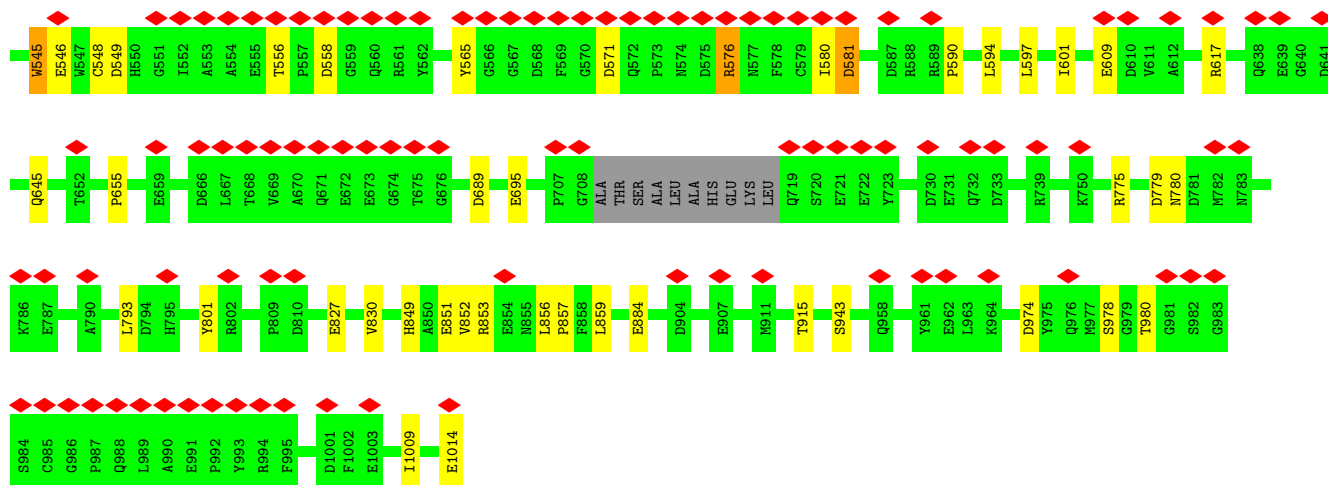 W545 E546 W547 C548 D549 H550 G551 I552 A553 A554 E555 T556 P557 D558 G559 Q560 R561 Y562 Y565 G566 G567 D568 F569 G570 D571 Q572 P573 N574 D575 R576 N577 F578 C579 I580 D581 D587 R588 R589 P590 L594 L597 I601 E609 D610 V611 A612 R617 Q638 E639 G640 D641
Q645 T652 P655 E659 D666 L667 T668 V669 A670 Q671 E672 E673 G674 T675 G676 D689 E695 P707 G708 ALA THR SER ALA LEU ALA HIS GLU LYS LEU Q719 S720 E721 E722 Y723 D730 E731 Q732 D733 R739 K750 R775 D779 N780 D781 M782 N783
K786 E787 A790 L793 D794 H795 Y801 R802 P809 D810 E827 V830 H849 A850 E851 V852 R853 E854 N855 L856 P857 F858 L859 E884 D904 E907 M911 T915 S943 Q958 Y961 E962 L963 K964 D974 Y975 Q976 M977 S978 G979 T980 G981 S982 G983
S984 C985 G986 P987 Q988 L989 A990 E991 P992 Y993 R994 F995 D1001 F1002 E1003 I1009 E1014